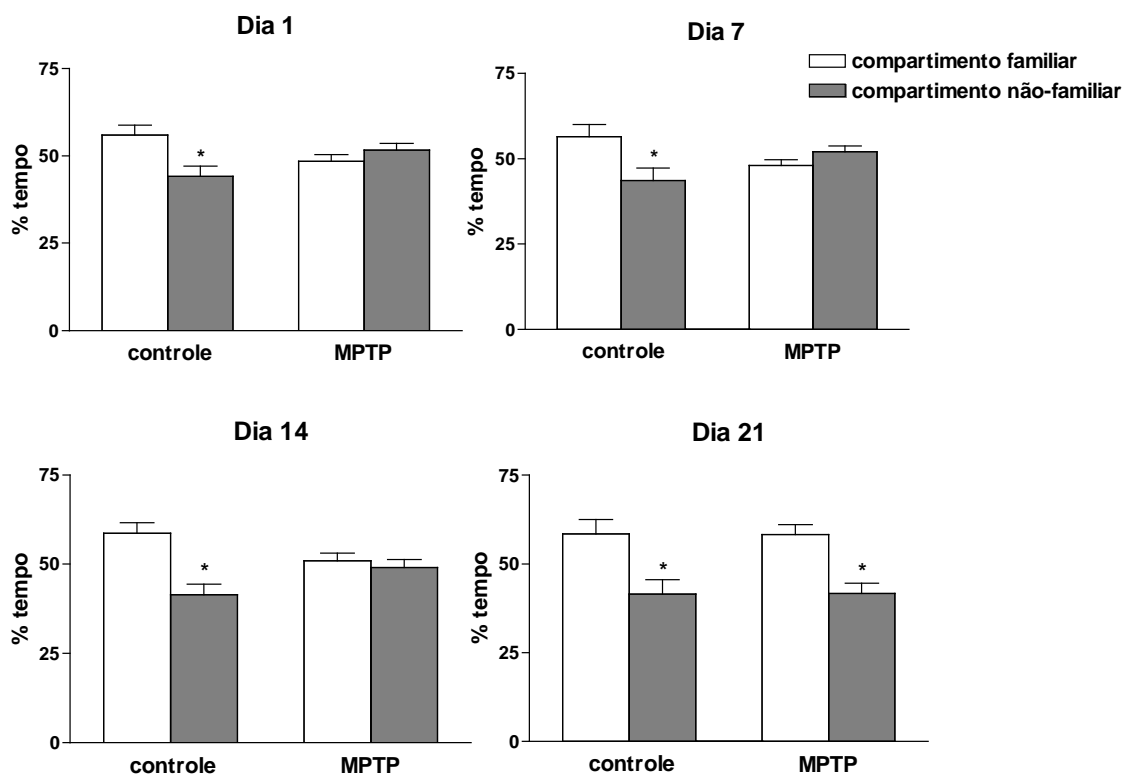 Dia 1
75
50
25
0
% tempo
*
controle
MPTP
Dia 7
compartimento familiar
compartimento não-familiar
75
50
25
0
% tempo
*
controle
MPTP
Dia 14
75
50
25
0
% tempo
*
controle
MPTP
Dia 21
75
50
25
0
% tempo
*
*
controle
MPTP